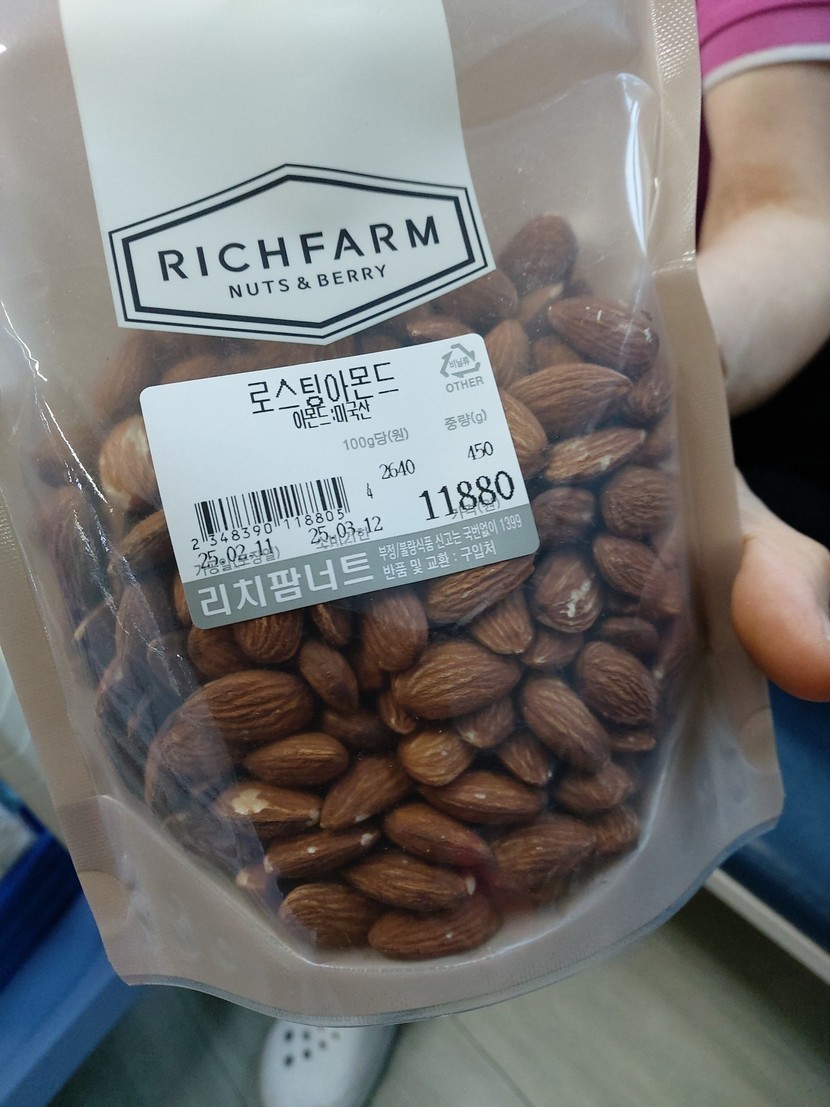 RICHFARM
NUTS & BERRY
로스팅아몬드
아몬드:미국산
비닐류
OTHER
100g당(원)
중량(g)
4
2640
450
2 348390 118805
11880
25.02.11
25.03.12
리치팜너트
부정/불량식품 신고는 국번없이 1399
반품 및 교환 : 구입처